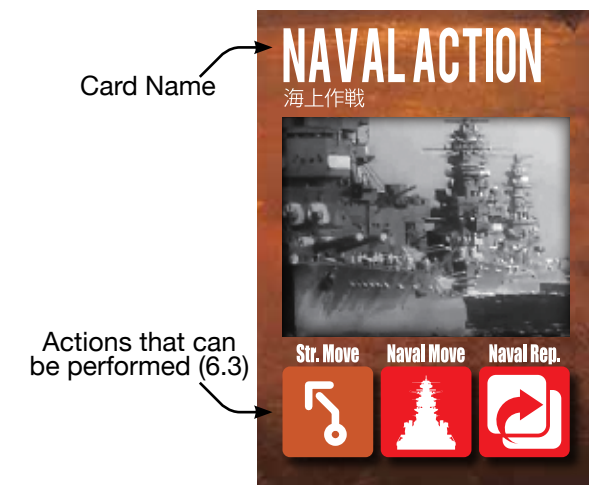 NAVAL ACTION
海上作戦
Card Name
Actions that can
be performed (6.3)
Str. Move Naval Move Naval Rep.